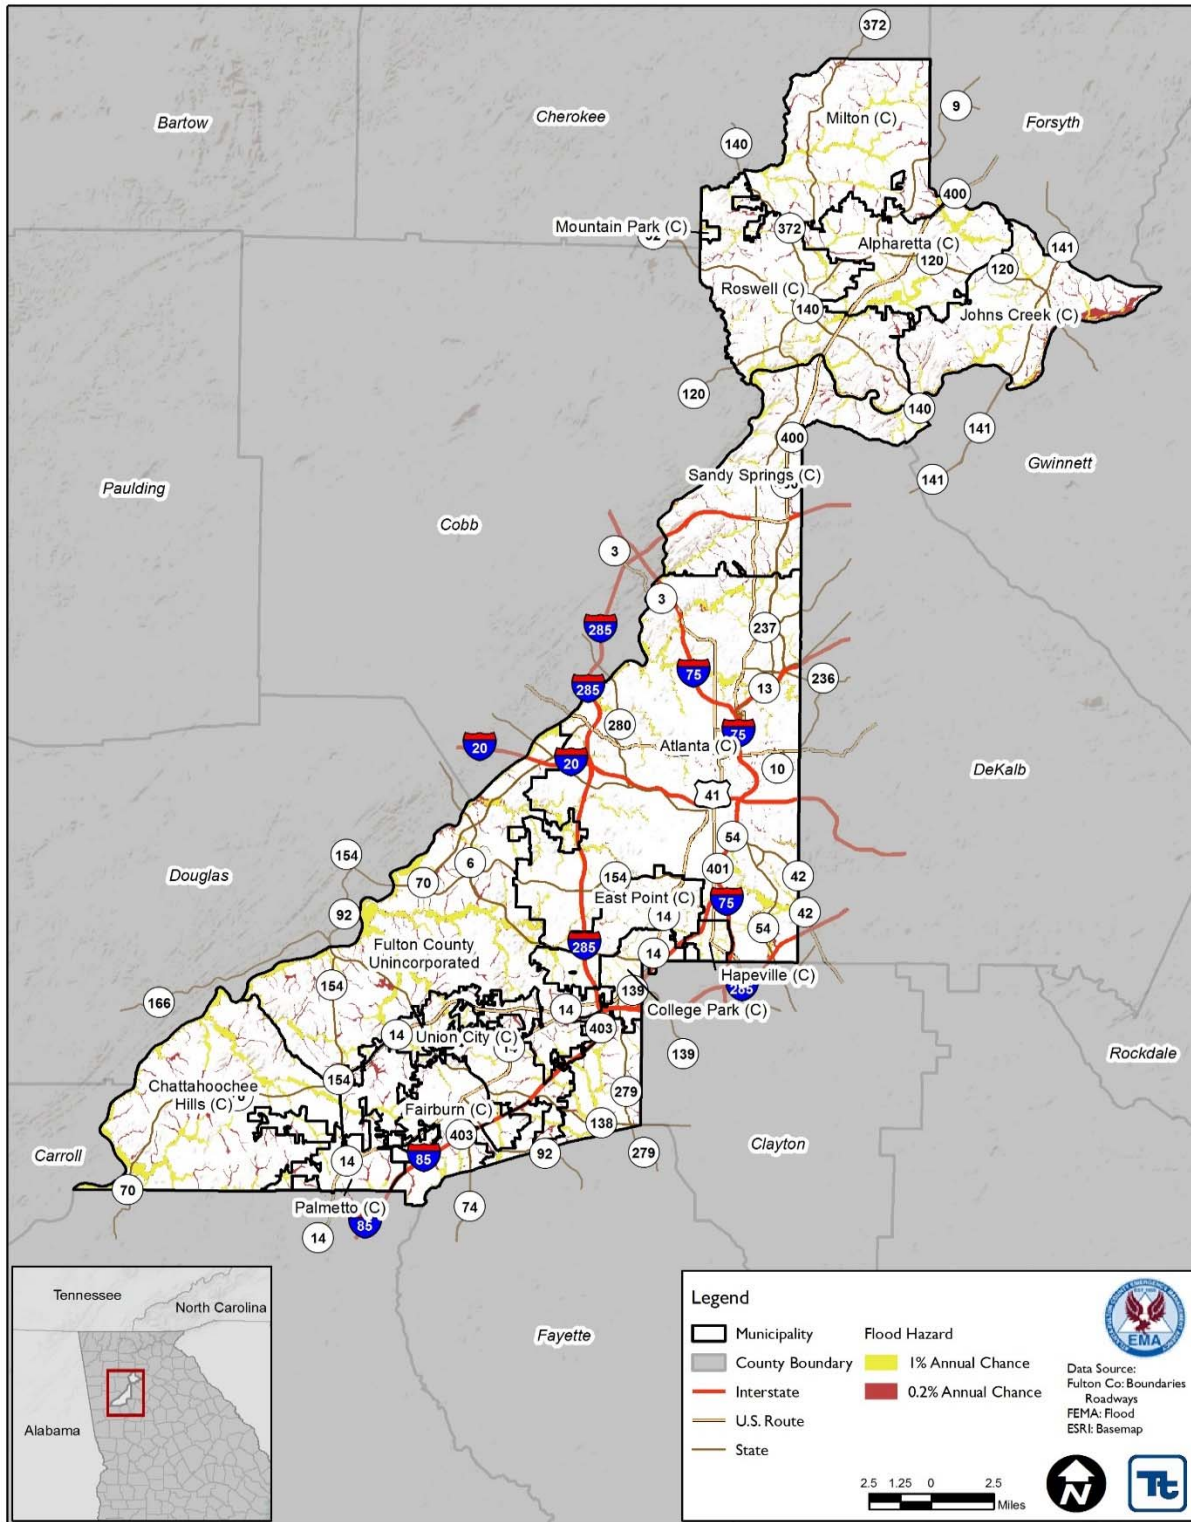 372
Bartow
Cherokee
9
Milton (C)
Forsyth
140
400
Mountain Park (C)
372
Alpharetta (C)
141
120
120
Roswell (C)
140
Johns Creek (C)
120
140
141
400
Gwinnett
Sandy Springs (C)
141
Paulding
Cobb
3
3
285
237
75
236
285
13
280
20
75
Atlanta (C)
20
10
DeKalb
41
54
154
6
401
Douglas
70
154
42
East Point (C)
75
92
14
42
54
Fulton County
Unincorporated
285
14
Hapeville (C)
154
139
285
166
14
College Park (C)
14
403
Union City (C)
139
Rockdale
154
Chattahoochee
Hills (C)
279
Fairburn (C)
138
403
Clayton
Carroll
14
85
92
279
70
Palmetto (C)
74
85
14
Fayette
Tennessee
North Carolina
Alabama
Legend
Municipality
County Boundary
Interstate
U.S. Route
State
Flood Hazard
1% Annual Chance
0.2% Annual Chance
EMA
Data Source:
Fulton Co: Boundaries
Roadways
FEMA: Flood
ESRI: Basemap
2.5 1.25 0 2.5
Miles
N
Tt